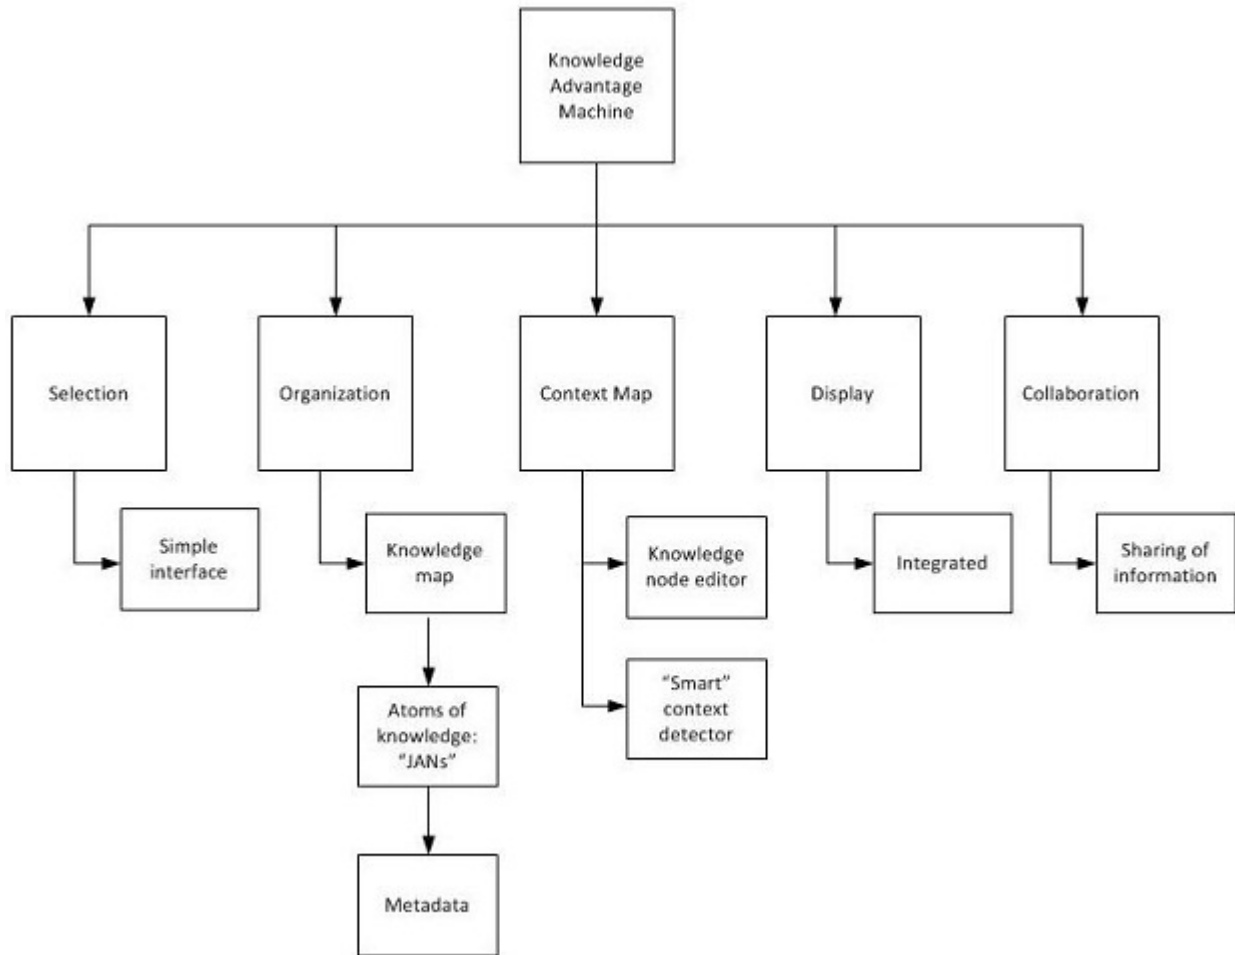 Knowledge
Advantage
Machine
Selection
Organization
Context Map
Display
Collaboration
Simple
interface
Knowledge
map
Knowledge
node editor
Integrated
Sharing of
information
Atoms of
knowledge:
“JANs”
“Smart”
context
detector
Metadata